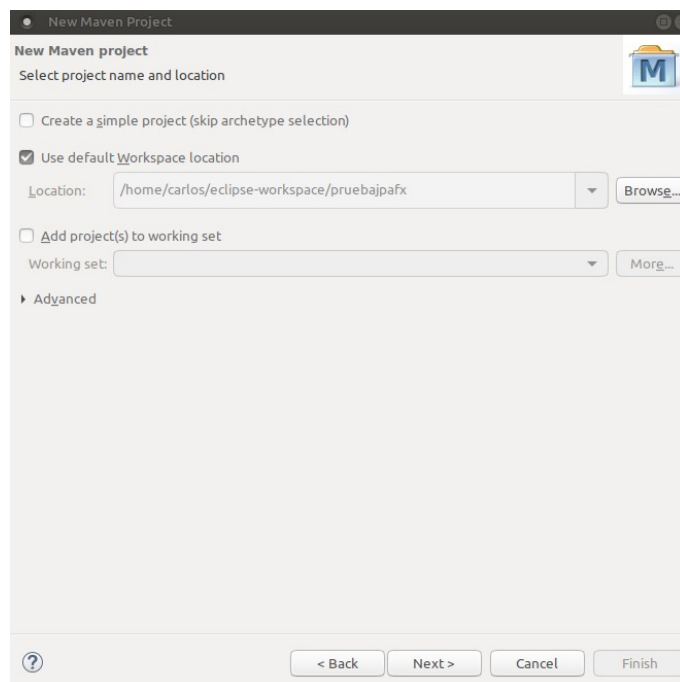 New Maven Project
New Maven project
Select project name and location
M
Create a simple project (skip archetype selection)
Use default Workspace location
Location: /home/carlos/eclipse-workspace/pruebajpafx Browse...
Add project(s) to working set
Working set: More...
Advanced
? < Back Next > Cancel Finish